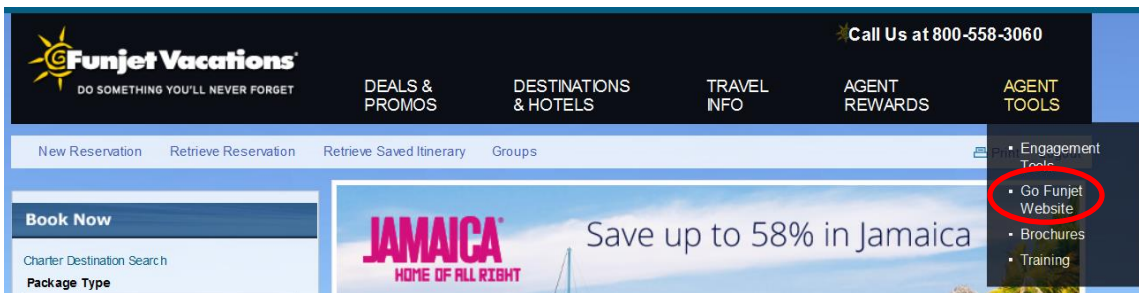 Call Us at 800-558-3060
Funjet Vacations
DO SOMETHING YOU'LL NEVER FORGET
DEALS &
PROMOS
DESTINATIONS
& HOTELS
TRAVEL
INFO
AGENT
REWARDS
AGENT
TOOLS
New Reservation Retrieve Reservation Retrieve Saved Itinerary Groups
Engagement
Tools
Go Funjet
Website
Brochures
Training
Book Now
Charter Destination Search
Package Type
JAMAICA
HOME OF ALL RIGHT
Save up to 58% in Jamaica